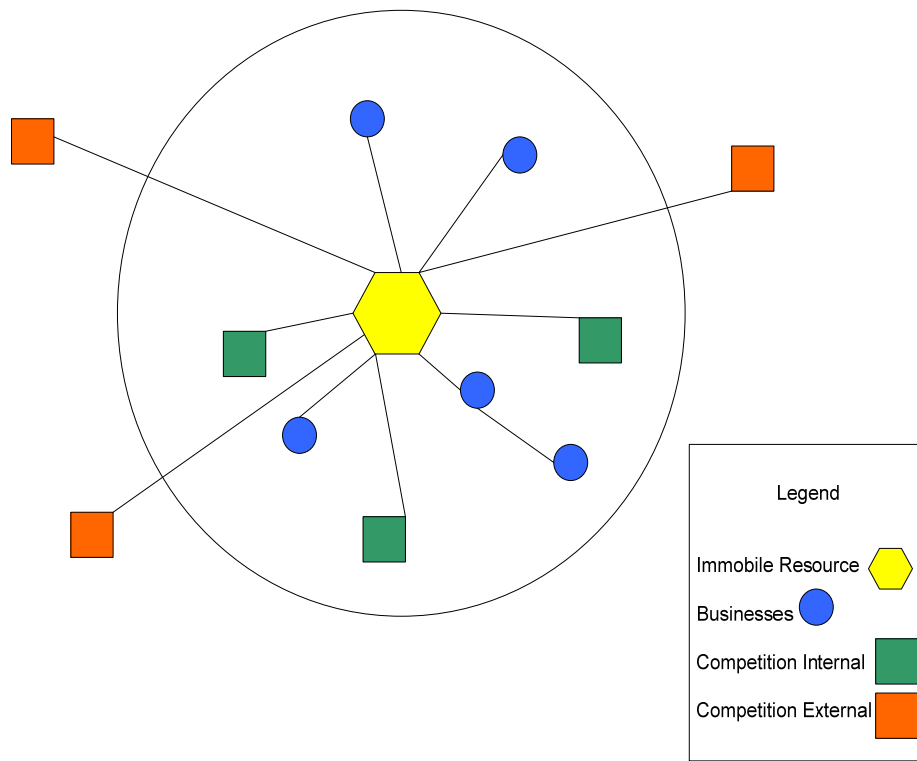 Legend
Immobile Resource
Businesses
Competition Internal
Competition External